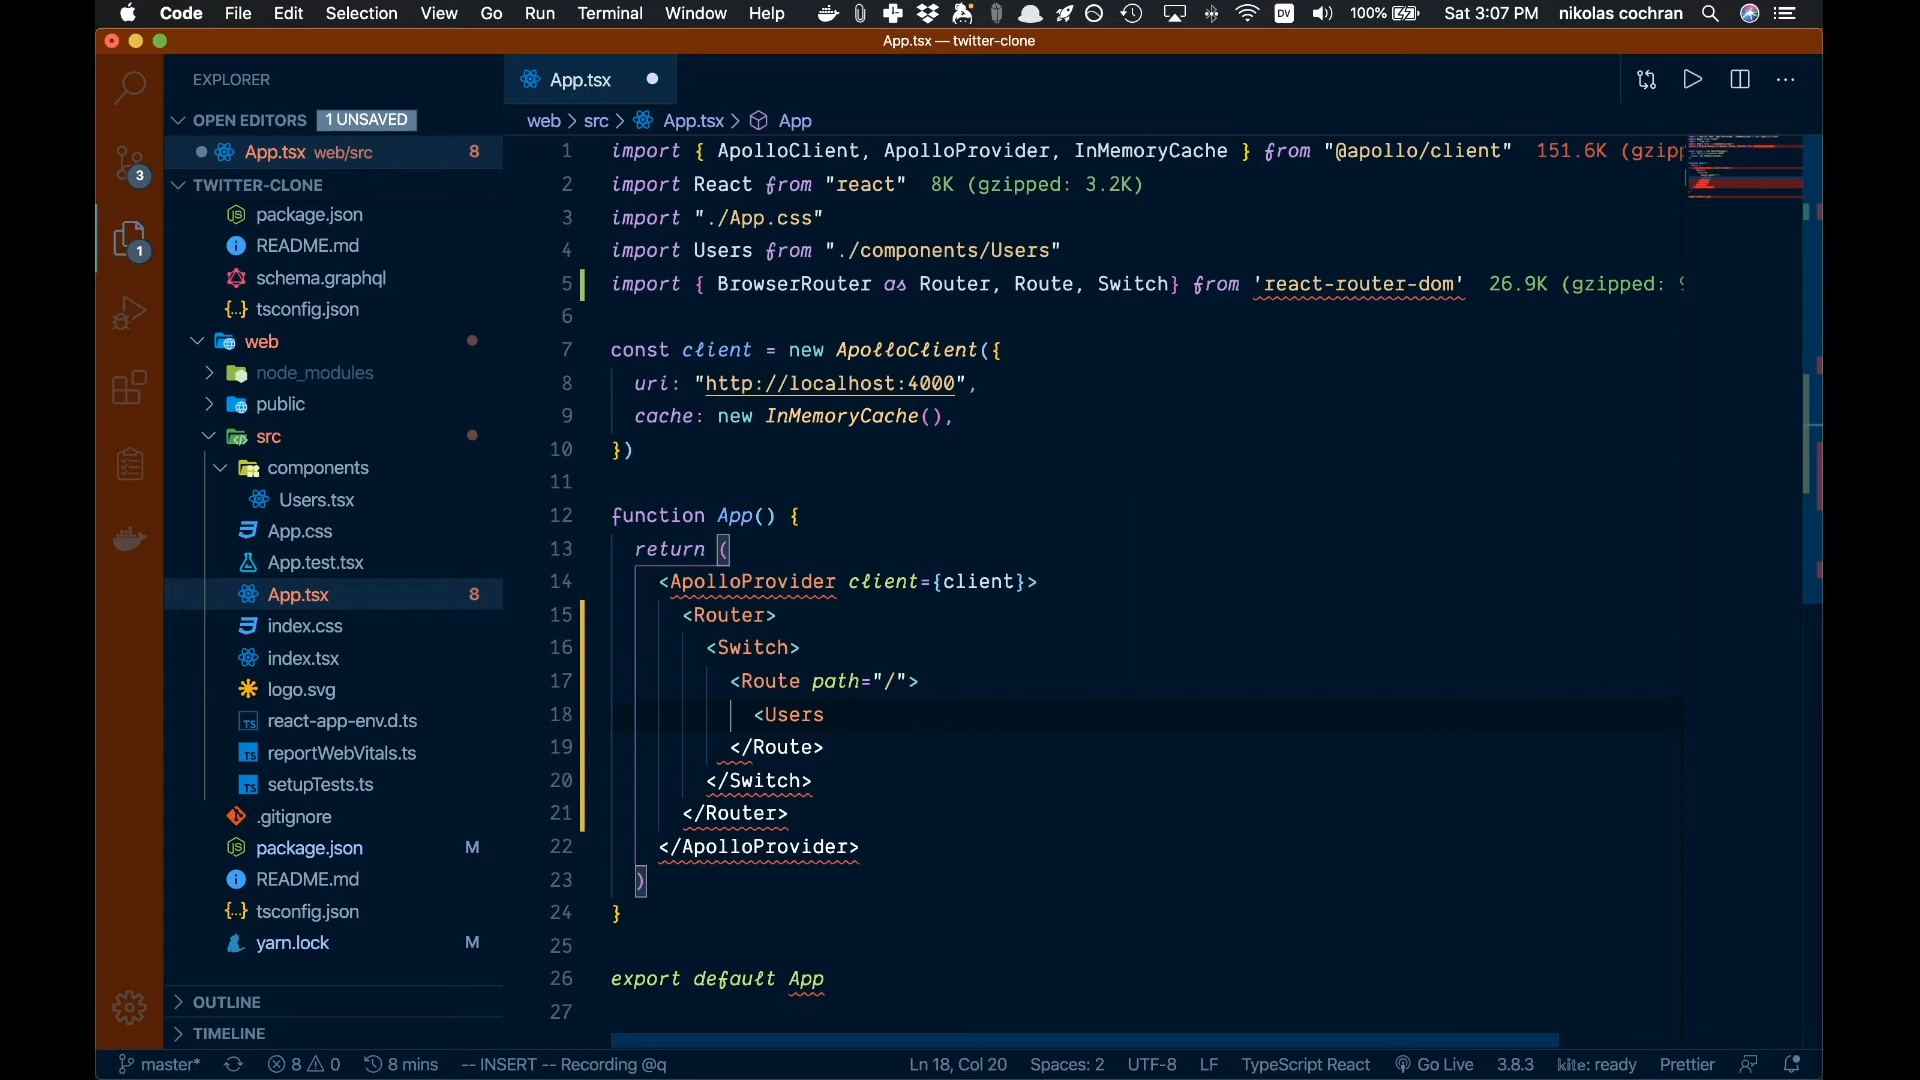 Code File Edit Selection View Go Run Terminal Window Help DV 100% Sat 3:07 PM nikolas cochran
App.tsx — twitter-clone
EXPLORER
OPEN EDITORS 1 UNSAVED
App.tsx web/src 8
TWITTER-CLONE
package.json
README.md
schema.graphql
tsconfig.json
web
node_modules
public
src
components
Users.tsx
App.css
App.test.tsx
App.tsx 8
index.css
index.tsx
logo.svg
react-app-env.d.ts
reportWebVitals.ts
setupTests.ts
.gitignore
package.json M
README.md
tsconfig.json
yarn.lock M
OUTLINE
TIMELINE
3
1
App.tsx
web > src > App.tsx > App
1 import { ApolloClient, ApolloProvider, InMemoryCache } from "@apollo/client" 151.6K (gzipp
2 import React from "react" 8K (gzipped: 3.2K)
3 import "./App.css"
4 import Users from "./components/Users"
5 import { BrowserRouter as Router, Route, Switch} from 'react-router-dom' 26.9K (gzipped:
6
7 const client = new ApolloClient({
8 uri: "http://localhost:4000",
9 cache: new InMemoryCache(),
10 })
11
12 function App() {
13 return (
14 <ApolloProvider client={client}>
15 <Router>
16 <Switch>
17 <Route path="/">
18 <Users
19 </Route>
20 </Switch>
21 </Router>
22 </ApolloProvider>
23 )
24 }
25
26 export default App
27
master* 8 0 8 mins -- INSERT -- Recording @q Ln 18, Col 20 Spaces: 2 UTF-8 LF TypeScript React Go Live 3.8.3 kite: ready Prettier